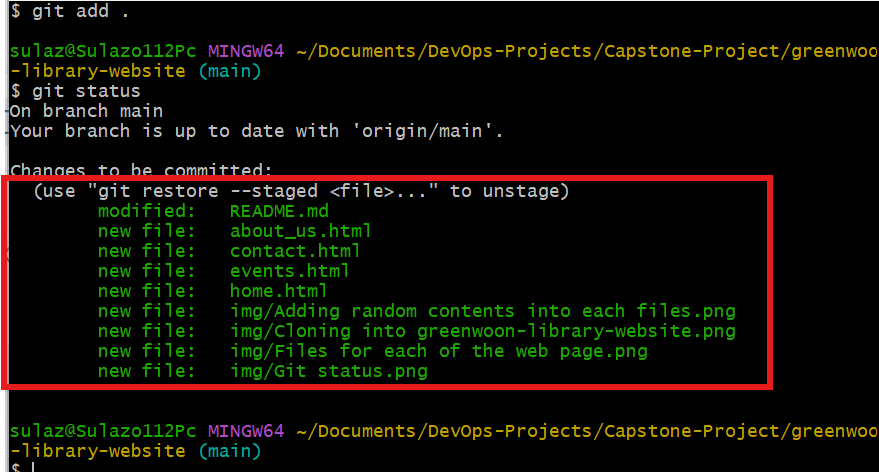 $ git add .
sulaz@Sulazo112Pc MINGW64 ~/Documents/DevOps-Projects/Capstone-Project/greenwoo
-library-website (main)
$ git status
On branch main
Your branch is up to date with 'origin/main'.
Changes to be committed:
(use "git restore --staged <file>..." to unstage)
modified: README.md
new file: about_us.html
new file: contact.html
new file: events.html
new file: home.html
new file: img/Adding random contents into each files.png
new file: img/Cloning into greenwoon-library-website.png
new file: img/Files for each of the web page.png
new file: img/Git status.png
sulaz@Sulazo112Pc MINGW64 ~/Documents/DevOps-Projects/Capstone-Project/greenwoo
-library-website (main)
$